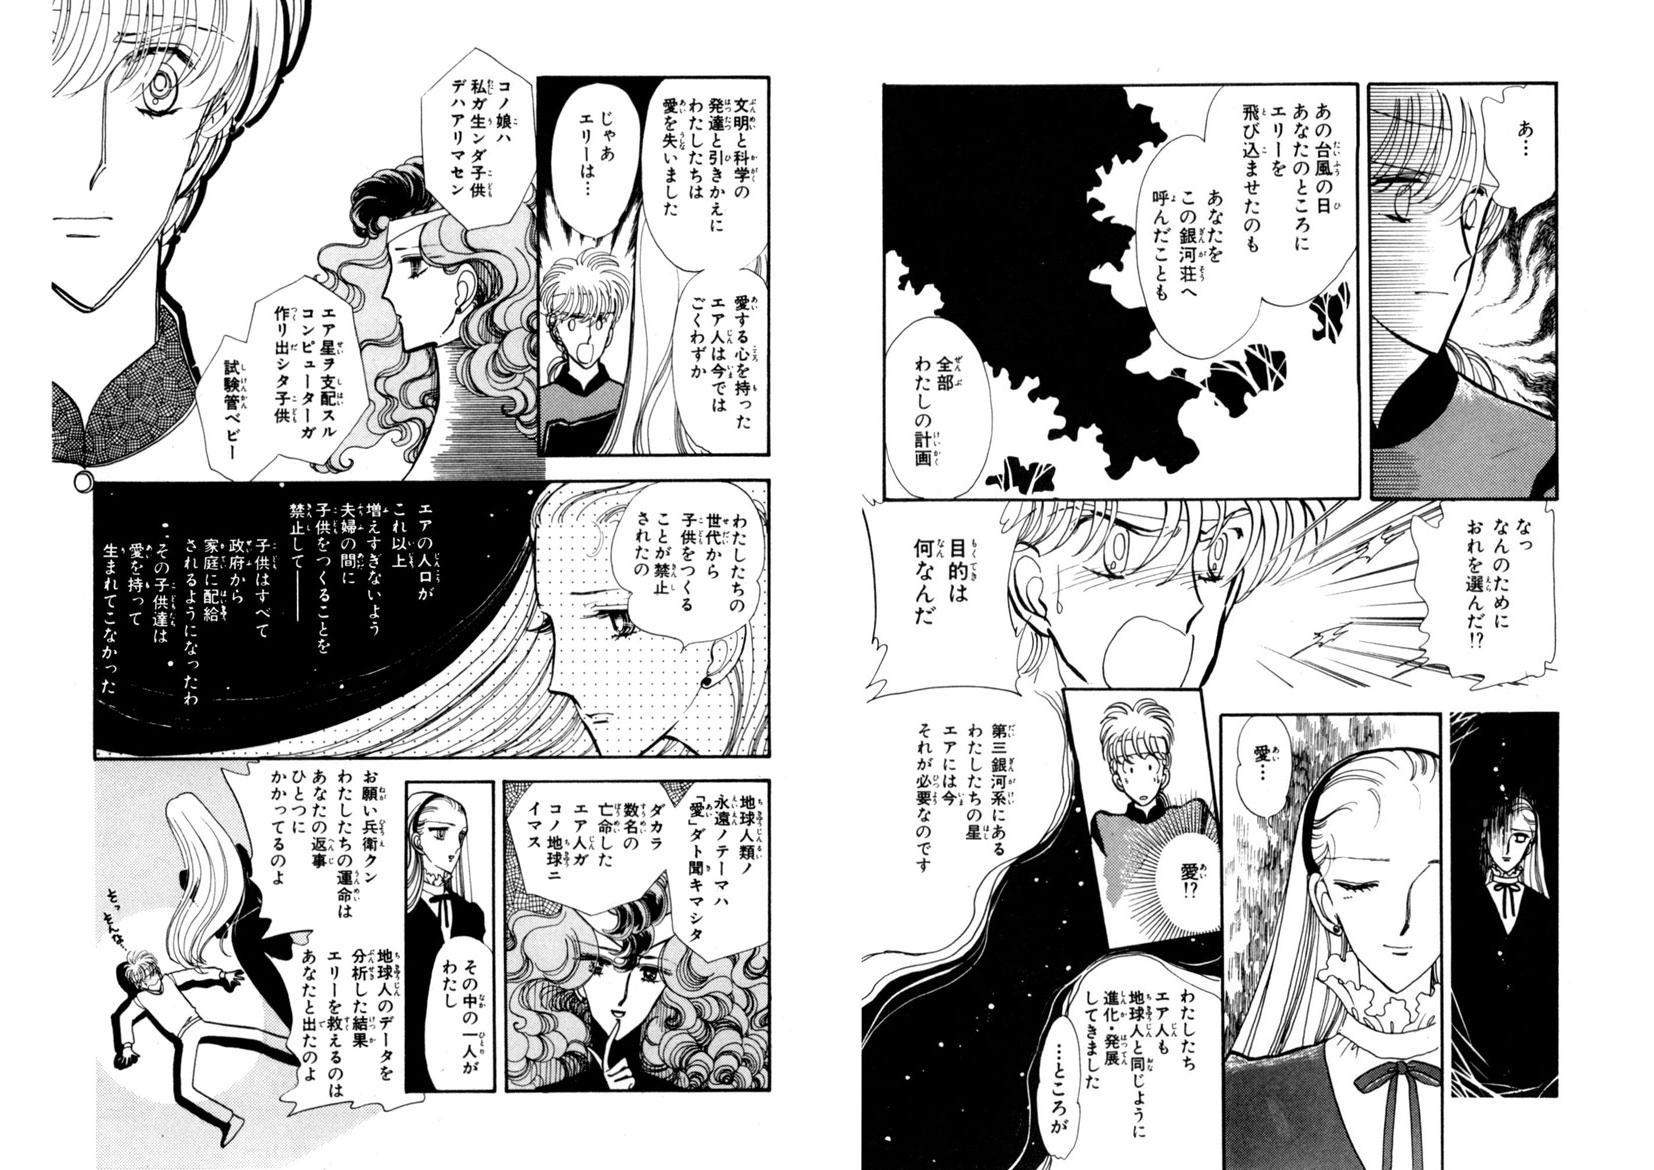 あ…
あの台風の日
あなたのところに
エリーを
飛び込ませたのも
あなたを
この銀河荘へ
呼んだことも
全部
わたしの計画
なっ
なんのために
おれを選んだ!?
目的は
何なんだ
愛…
愛!?
第三銀河系にある
わたしたちの星
エアには今
それが必要なのです
わたしたち
エア人も
地球人と同じように
進化・発展
してきました
…ところが
文明と科学の
発達と引きかえに
わたしたちは
愛を失いました
愛する心を持った
エア人は今では
ごくわずか
じゃあ
エリーは…
コノ娘ハ
私ガ生ンダ子供
デハアリマセン
エア星ヲ支配スル
コンピューターガ
作リ出シタ子供
試験管ベビー
わたしたちの
世代から
子供をつくる
ことが禁止
されたの
エアの人口が
増えすぎないよう
これ以上
夫婦の間に
子供をつくることを
禁止して――
子供はすべて
政府から
家庭に配給
されるようになったわ
その子供達は
愛を持って
生まれてこなかった
地球人類ノ
永遠ノテーマハ
「愛」ダト聞キマシタ
ダカラ
数名の
亡命した
エア人ガ
コノ地球ニ
イマス
その中の一人が
わたし
お願い兵衛クン
わたしたちの運命は
あなたの返事
ひとつに
かかってるのよ
地球人のデータを
分析した結果
エリーを救えるのは
あなたと出たのよ
そっ
そんな…